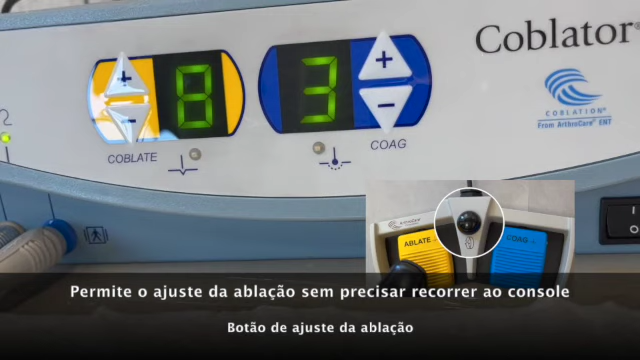 Coblator®
8
3
COBLATE
COAG
COBLATION®
From ArthroCare® ENT
Coblator
ABLATE
COAG
Permite o ajuste da ablação sem precisar recorrer ao console
Botão de ajuste da ablação